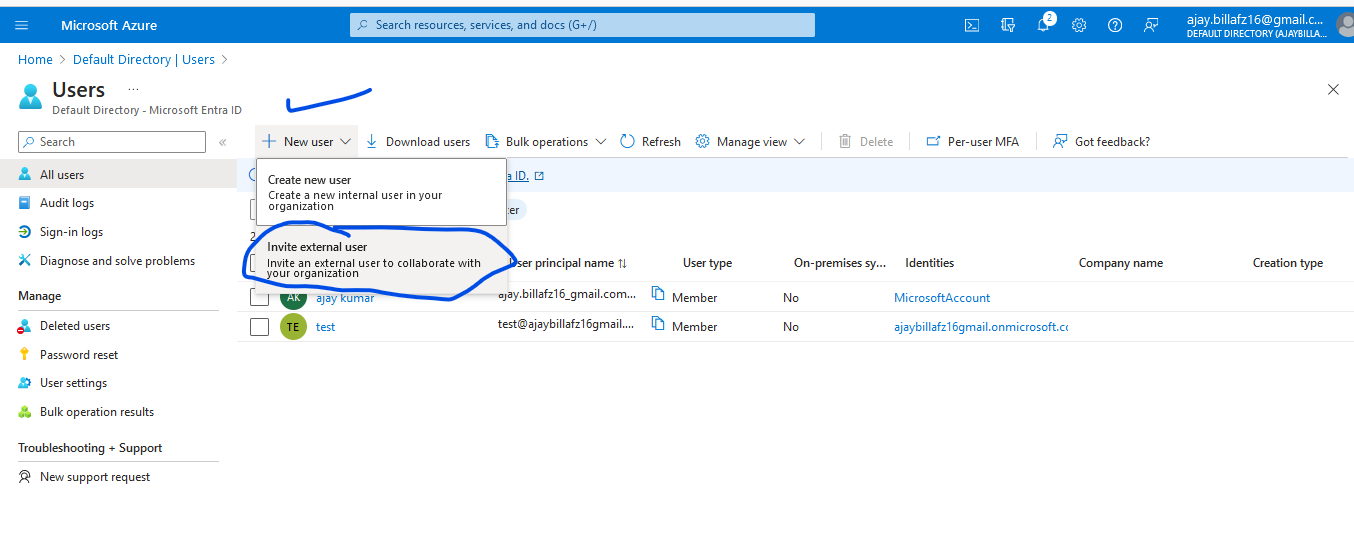 Microsoft Azure
Search resources, services, and docs (G+/)
2
ajay.billafz16@gmail.c...
DEFAULT DIRECTORY (AJAYBILLA...
Home > Default Directory | Users >
Users ...
Default Directory - Microsoft Entra ID
Search
«
New user
Download users
Bulk operations
Refresh
Manage view
Delete
Per-user MFA
Got feedback?
All users
Audit logs
Sign-in logs
Diagnose and solve problems
Manage
Deleted users
Password reset
User settings
Bulk operation results
Troubleshooting + Support
New support request
Create new user
Create a new internal user in your
organization
Invite external user
Invite an external user to collaborate with
your organization
a ID.
2
User principal name
User type
On-premises sy...
Identities
Company name
Creation type
AK
ajay kumar
ajay.billafz16_gmail.com...
Member
No
MicrosoftAccount
TE
test
test@ajaybillafz16gmail....
Member
No
ajaybillafz16gmail.onmicrosoft.co